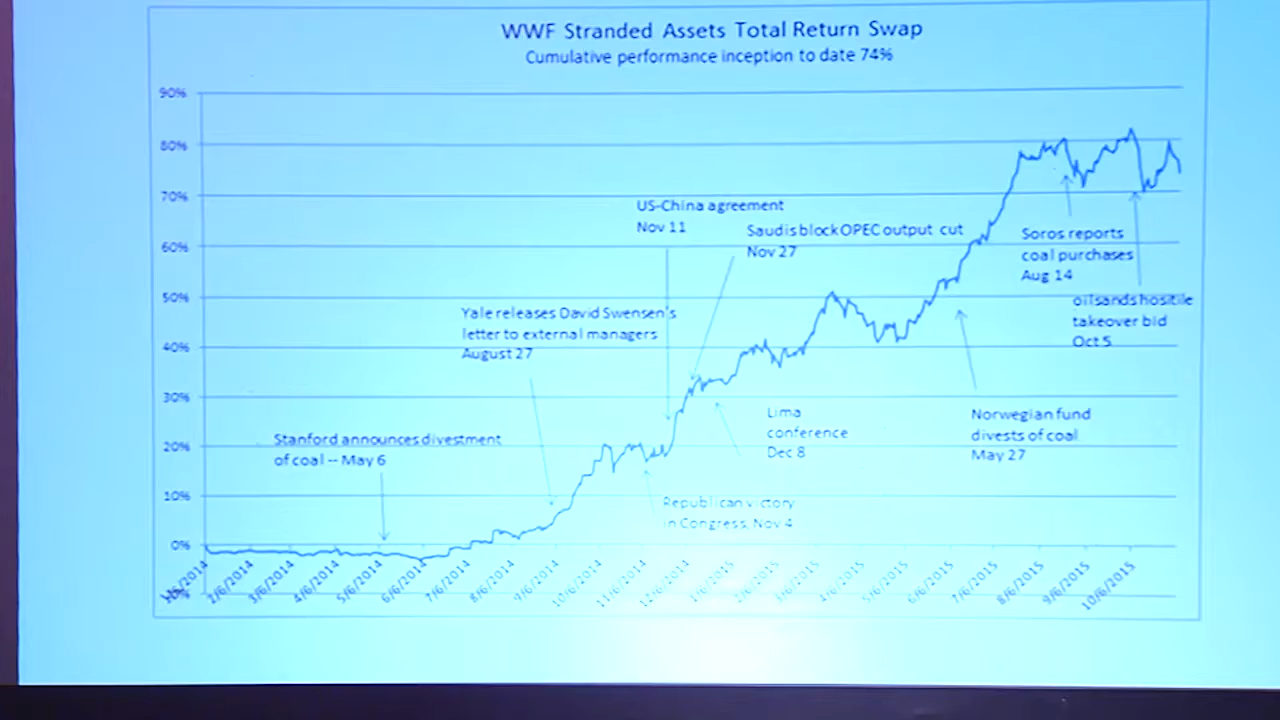 WWF Stranded Assets Total Return Swap
Cumulative performance inception to date 74%
90%
80%
70%
60%
50%
40%
30%
20%
10%
0%
US-China agreement
Nov 11
Saudis block OPEC output cut
Nov 27
Soros reports
coal purchases
Aug 14
oil sands hositile
takeover bid
Oct 5
Yale releases David Swensen's
letter to external managers
August 27
Stanford announces divestment
of coal -- May 6
Lima
conference
Dec 8
Norwegian fund
divests of coal
May 27
Republican victory
in Congress, Nov 4
2/6/2014
3/6/2014
4/6/2014
5/6/2014
6/6/2014
7/6/2014
8/6/2014
9/6/2014
10/6/2014
11/6/2014
12/6/2014
1/6/2015
2/6/2015
3/6/2015
4/6/2015
5/6/2015
6/6/2015
7/6/2015
8/6/2015
9/6/2015
10/6/2015